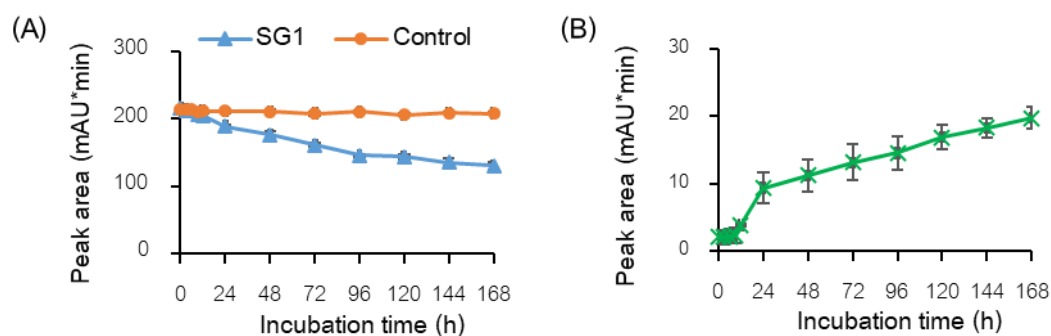 (A)
SG1 Control
Peak area (mAU*min)
300
200
100
0
0 24 48 72 96 120 144 168
Incubation time (h)
(B)
Peak area (mAU*min)
30
20
10
0
0 24 48 72 96 120 144 168
Incubation time (h)